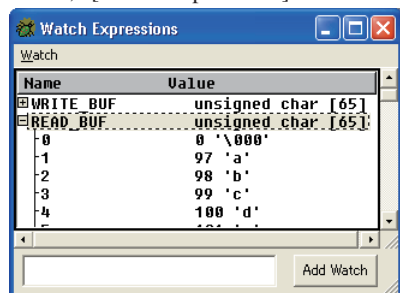 Watch Expressions
Watch
Name Value
WRITE_BUF unsigned char [65]
READ_BUF unsigned char [65]
0 0 '\000'
1 97 'a'
2 98 'b'
3 99 'c'
4 100 'd'
Add Watch